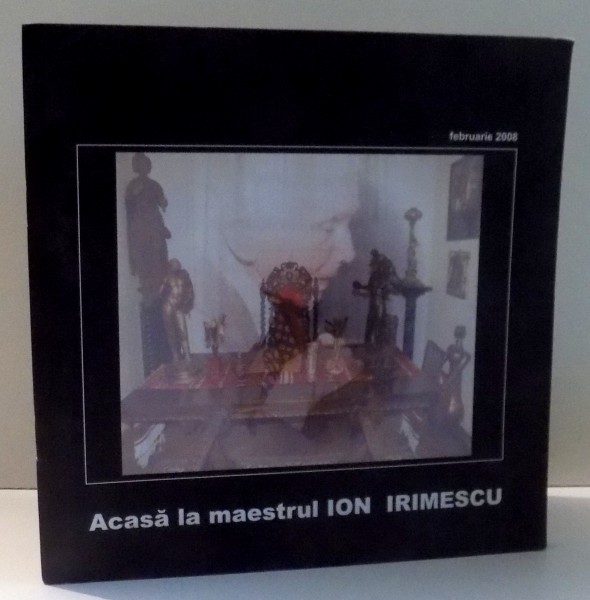 februarie 2008
Acasă la maestrul ION IRIMESCU